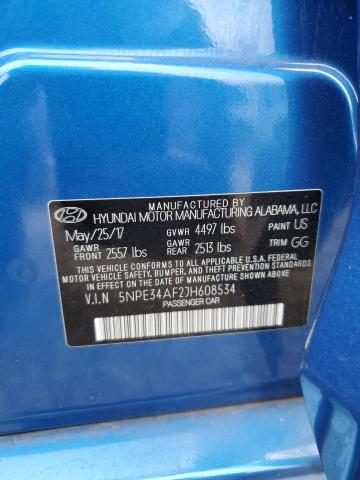 MANUFACTURED BY
HYUNDAI MOTOR MANUFACTURING ALABAMA, LLC
May/25/17 GVWR 4497 lbs PAINT US
GAWR FRONT 2557 lbs GAWR REAR 2513 lbs TRIM GG
THIS VEHICLE CONFORMS TO ALL APPLICABLE U.S.A. FEDERAL
MOTOR VEHICLE SAFETY, BUMPER, AND THEFT PREVENTION
STANDARDS IN EFFECT ON THE DATE OF MANUFACTURE SHOWN ABOVE.
V.I.N 5NPE34AF2JH608534
PASSENGER CAR